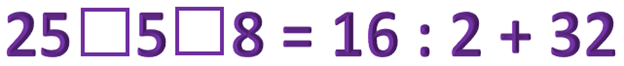 25□5□8 = 16 : 2 + 32